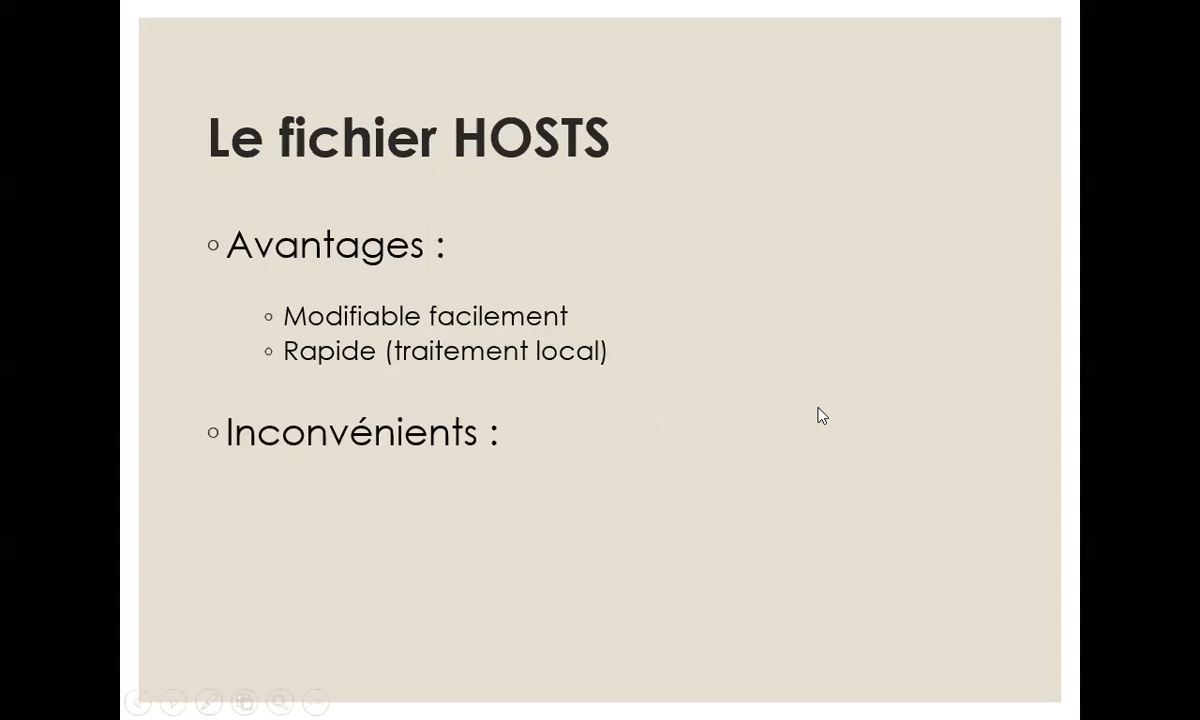 Le fichier HOSTS
Avantages :
Modifiable facilement
Rapide (traitement local)
Inconvénients :